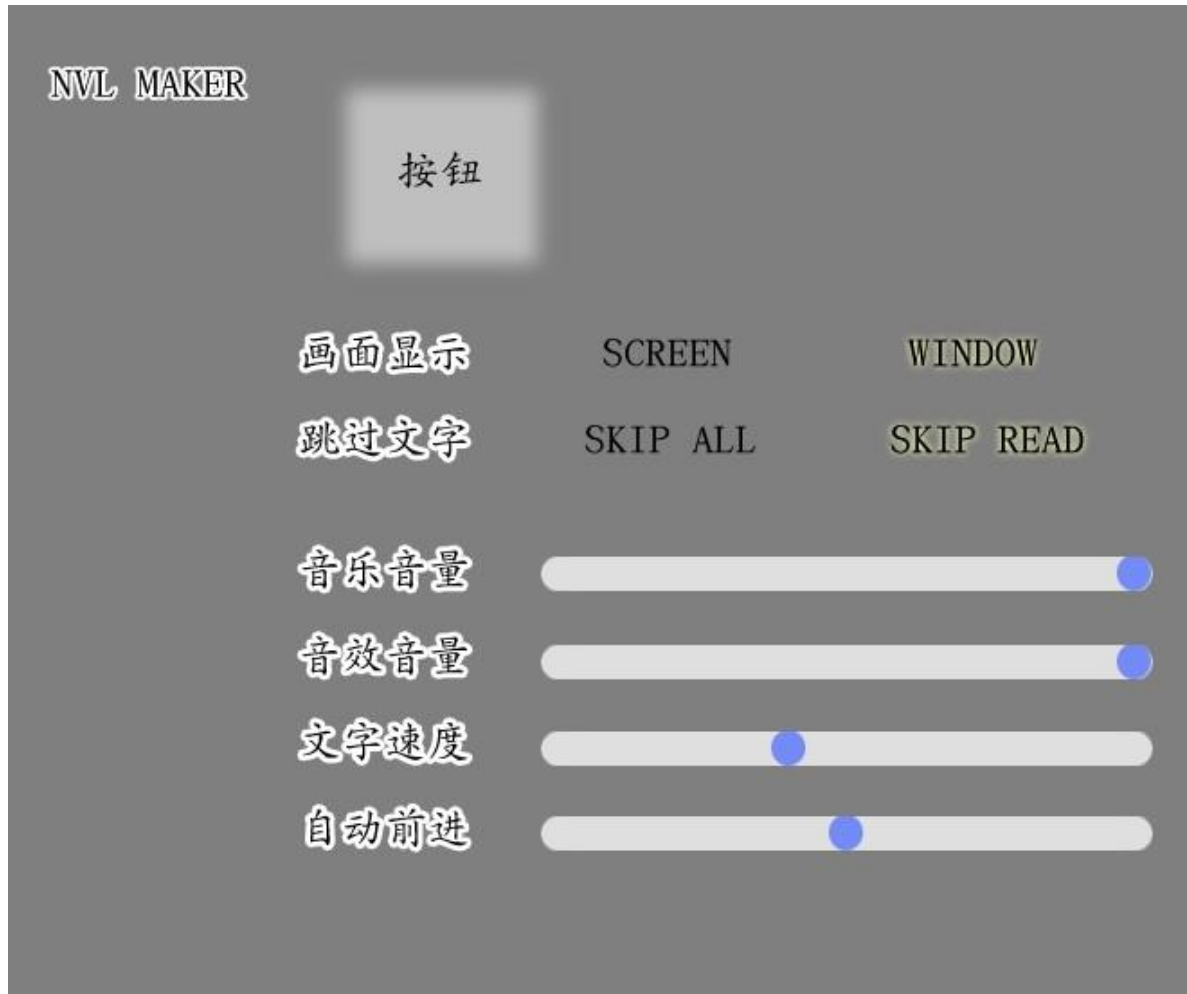 NVL MAKER
按钮
画面显示 SCREEN WINDOW
跳过文字 SKIP ALL SKIP READ
音乐音量
音效音量
文字速度
自动前进